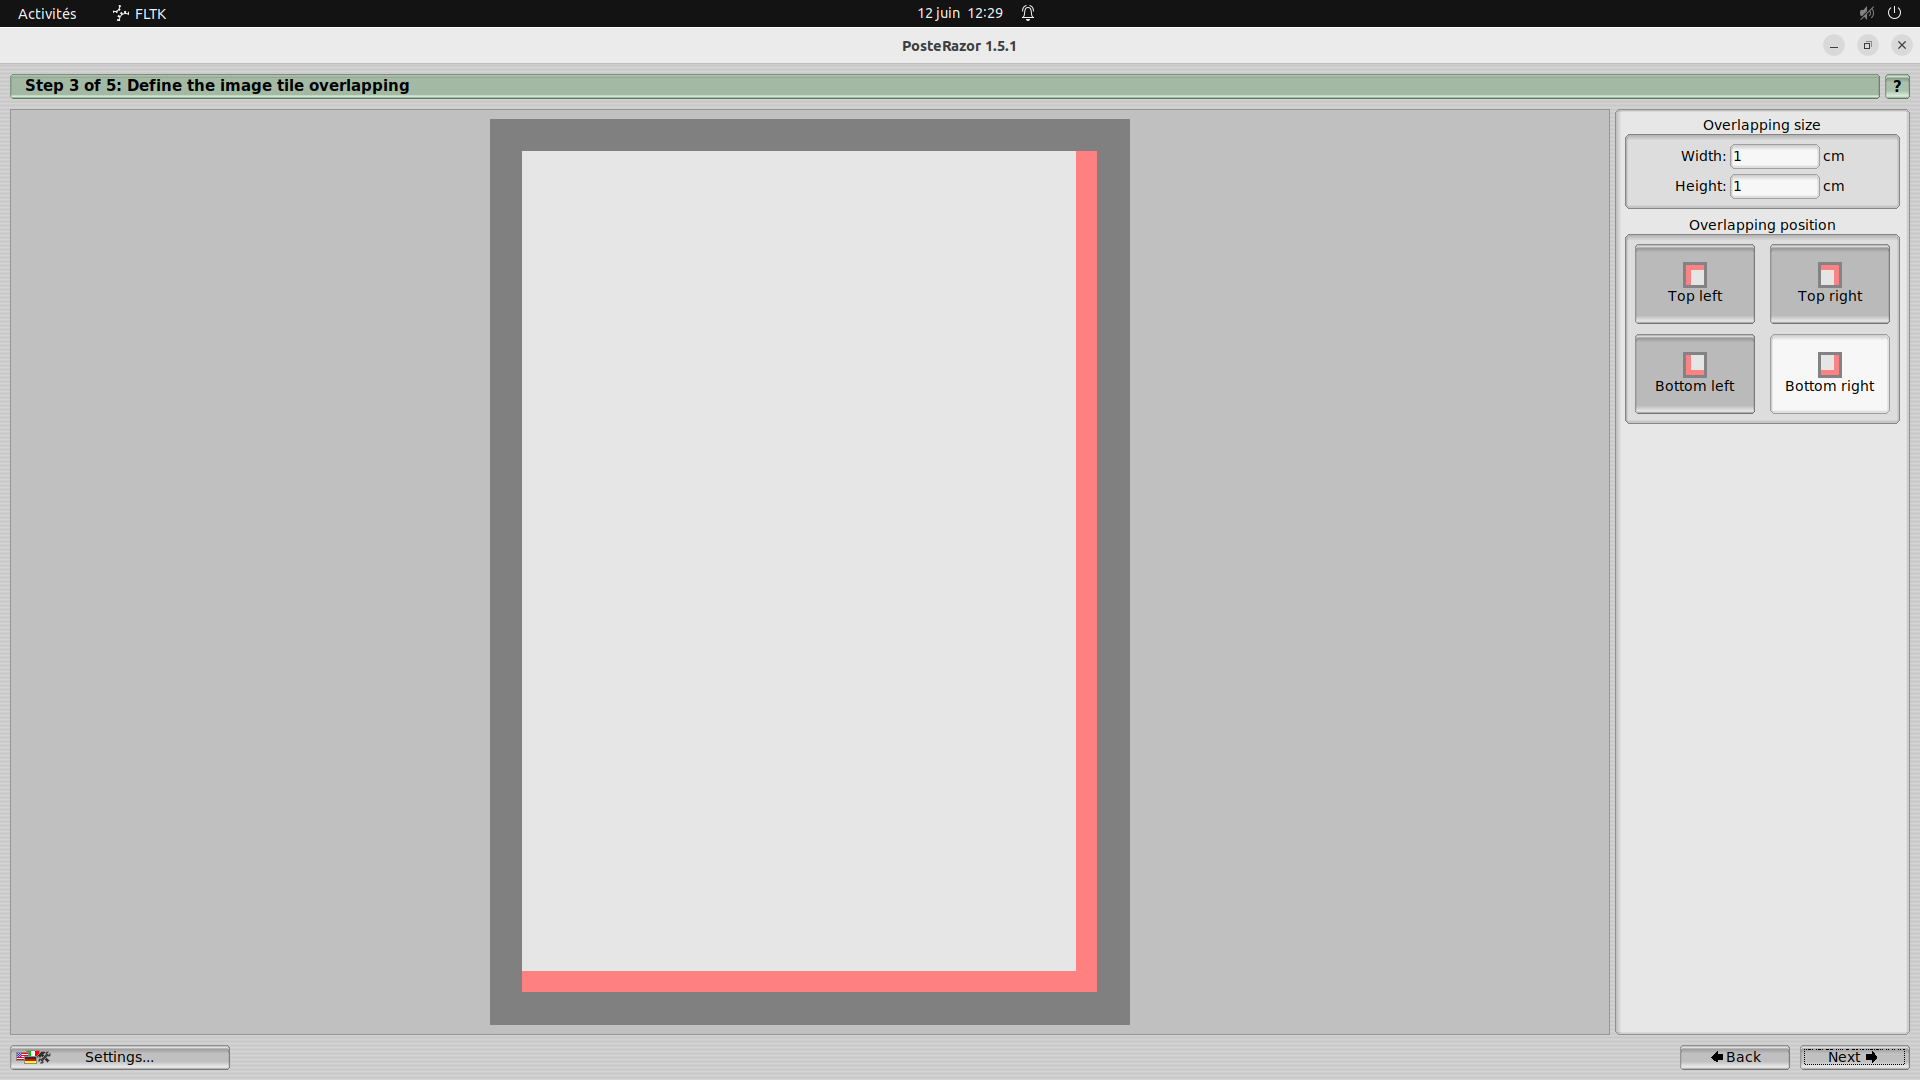 Activités FLTK 12 juin 12:29
PosteRazor 1.5.1
Step 3 of 5: Define the image tile overlapping ?
Overlapping size
Width: 1 cm
Height: 1 cm
Overlapping position
Top left Top right
Bottom left Bottom right
Settings... Back Next